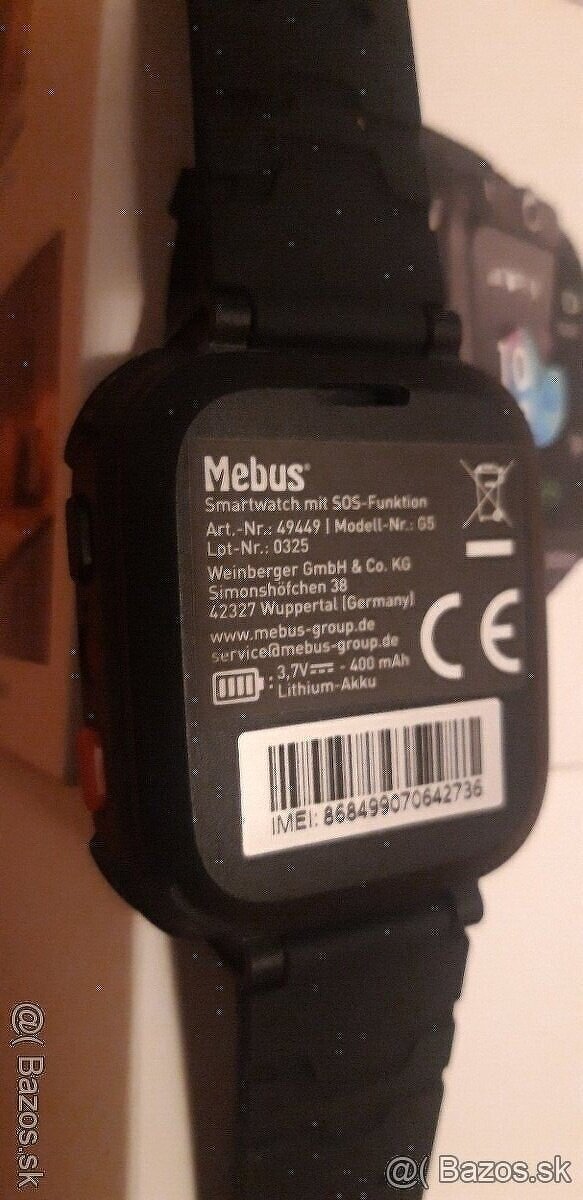 Mebus®
Smartwatch mit SOS-Funktion
Art.-Nr.: 49449 | Modell-Nr.: G5
Lot-Nr.: 0325
Weinberger GmbH & Co. KG
Simonshöfchen 38
42327 Wuppertal (Germany)
www.mebus-group.de
service@mebus-group.de
: 3,7V - 400 mAh
Lithium-Akku
CE
IMEI: 868499070642736
@( Bazos.sk
@( Bazos.sk